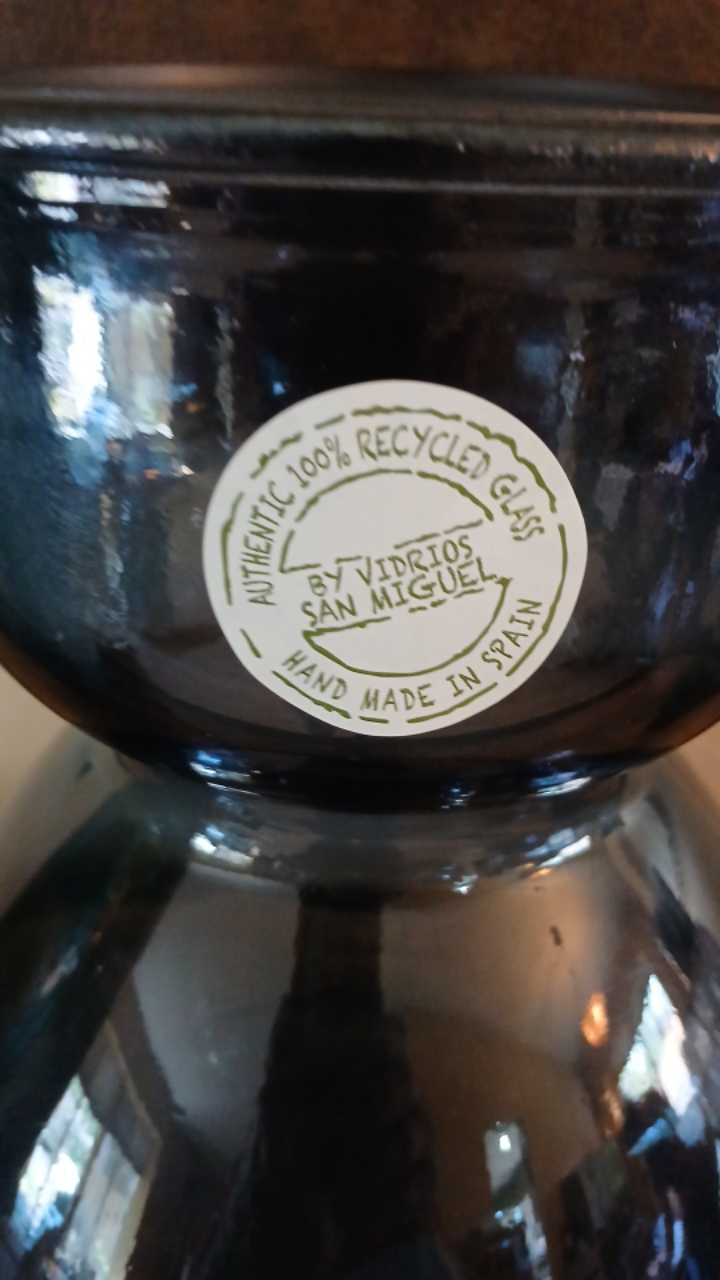 AUTHENTIC 100% RECYCLED GLASS
BY VIDRIOS
SAN MIGUEL
HAND MADE IN SPAIN